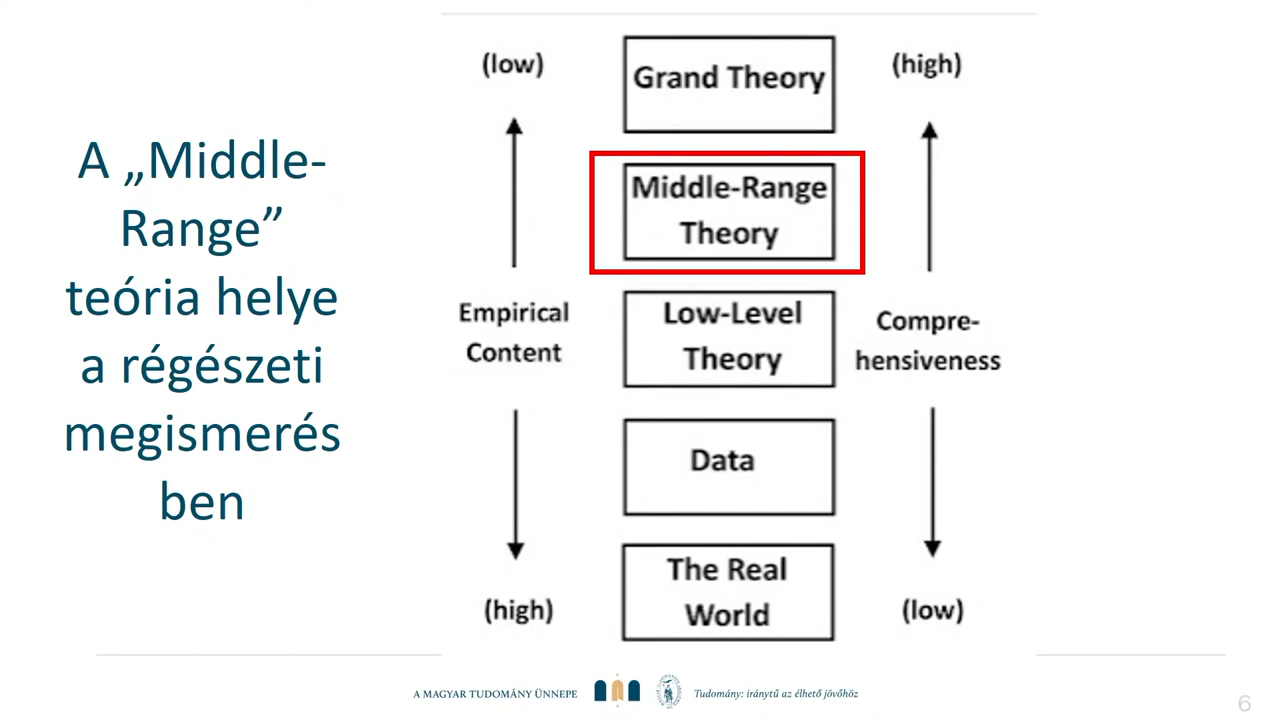 A „Middle-
Range”
teória helye
a régészeti
megismerés
ben
(low)
Grand Theory
(high)
Middle-Range
Theory
Empirical
Content
Low-Level
Theory
Compre-
hensiveness
Data
(high)
The Real
World
(low)
A MAGYAR TUDOMÁNY ÜNNEPE
Tudomány: iránytű az élhető jövőhöz
6